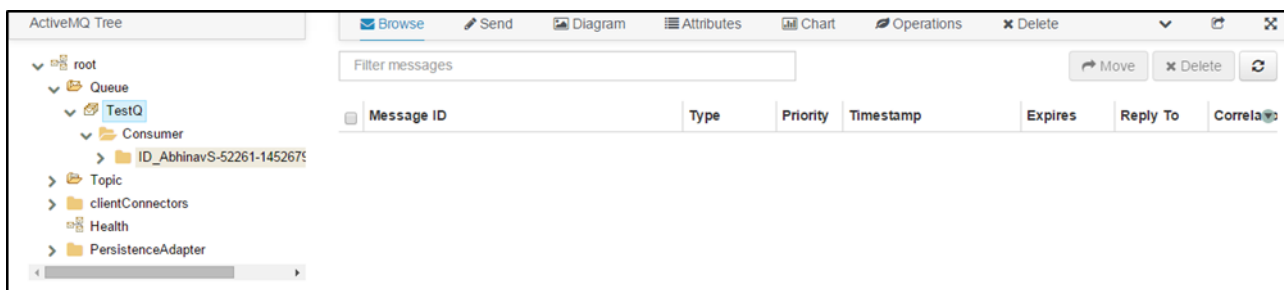 ActiveMQ Tree
Browse Send Diagram Attributes Chart Operations Delete
root
Filter messages Move Delete
Queue
TestQ
Message ID Type Priority Timestamp Expires Reply To
Consumer
ID_AbhinavS-52261-145267
Topic
clientConnectors
Health
PersistenceAdapter